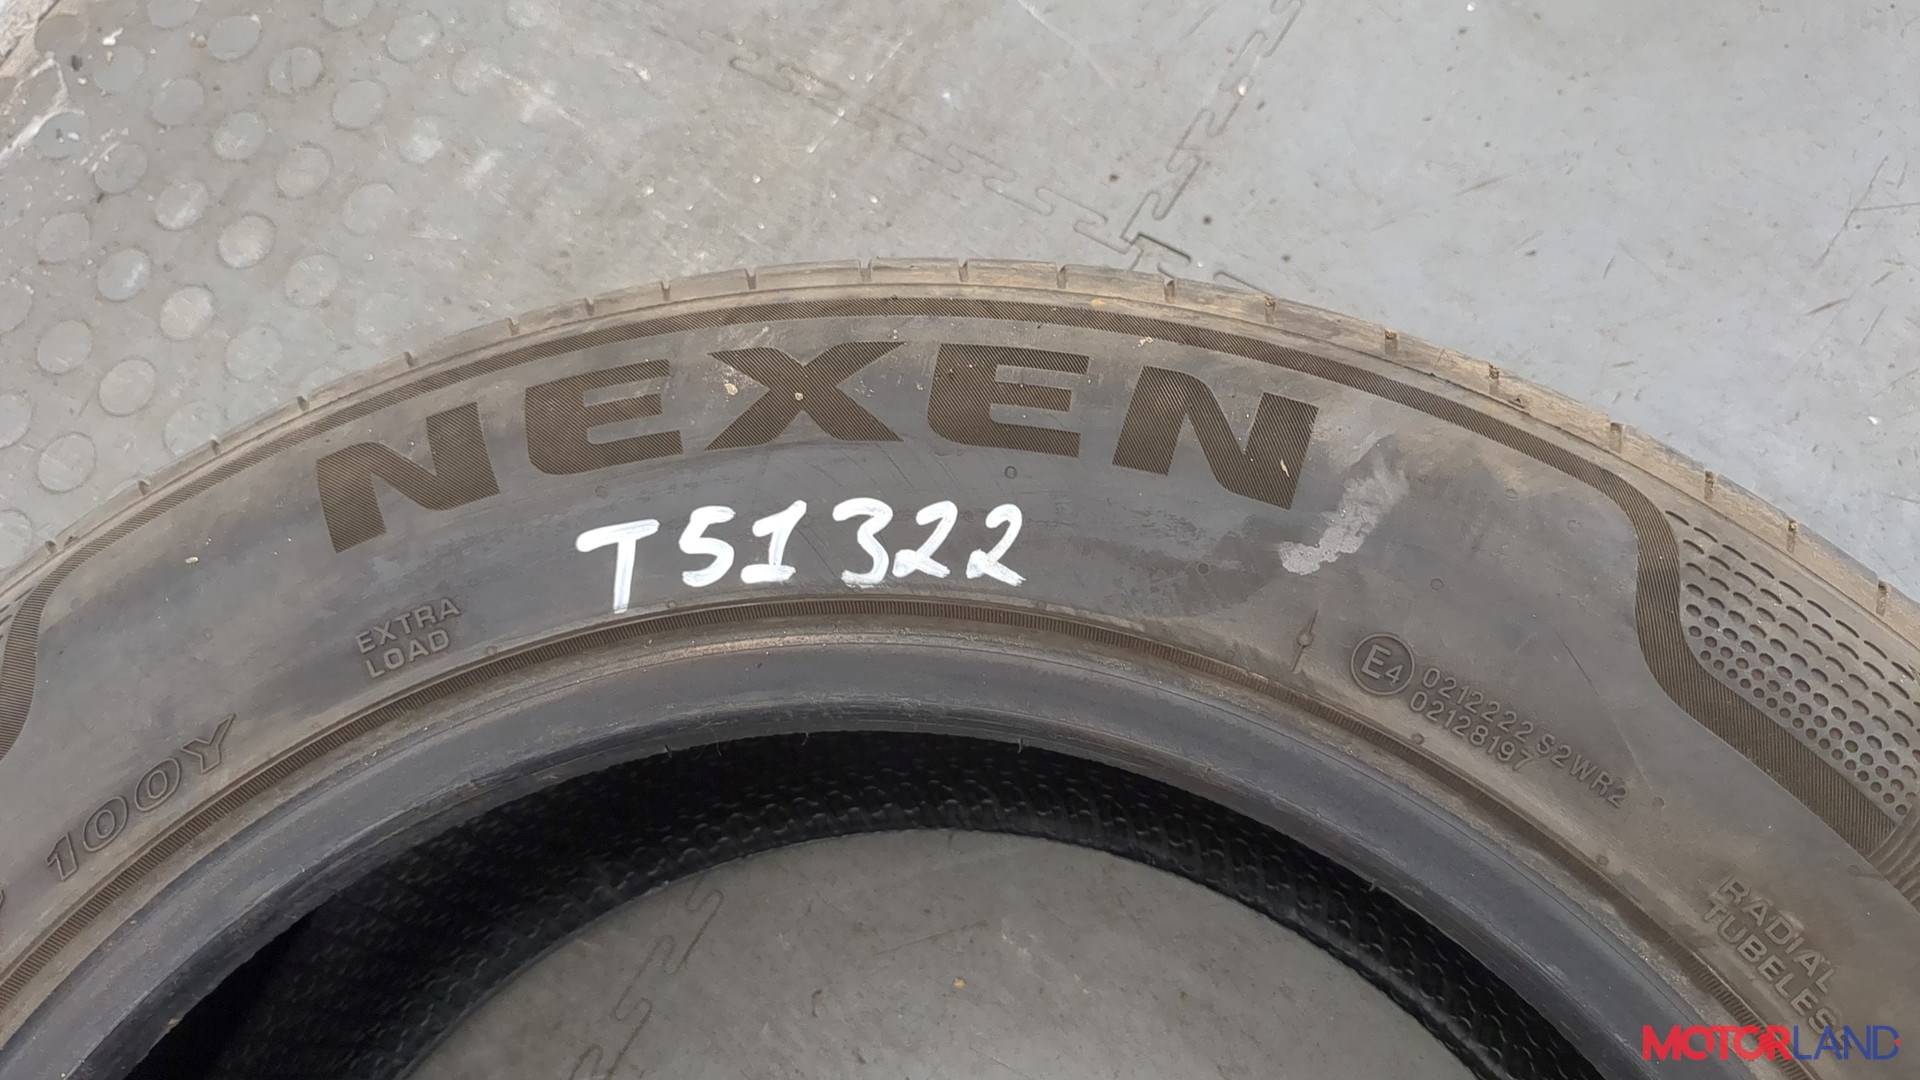 NEXEN
T51322
EXTRA
LOAD
100Y
E4
0212222 S2WR2
02128197
RADIAL
TUBELESS
MOTORLAND